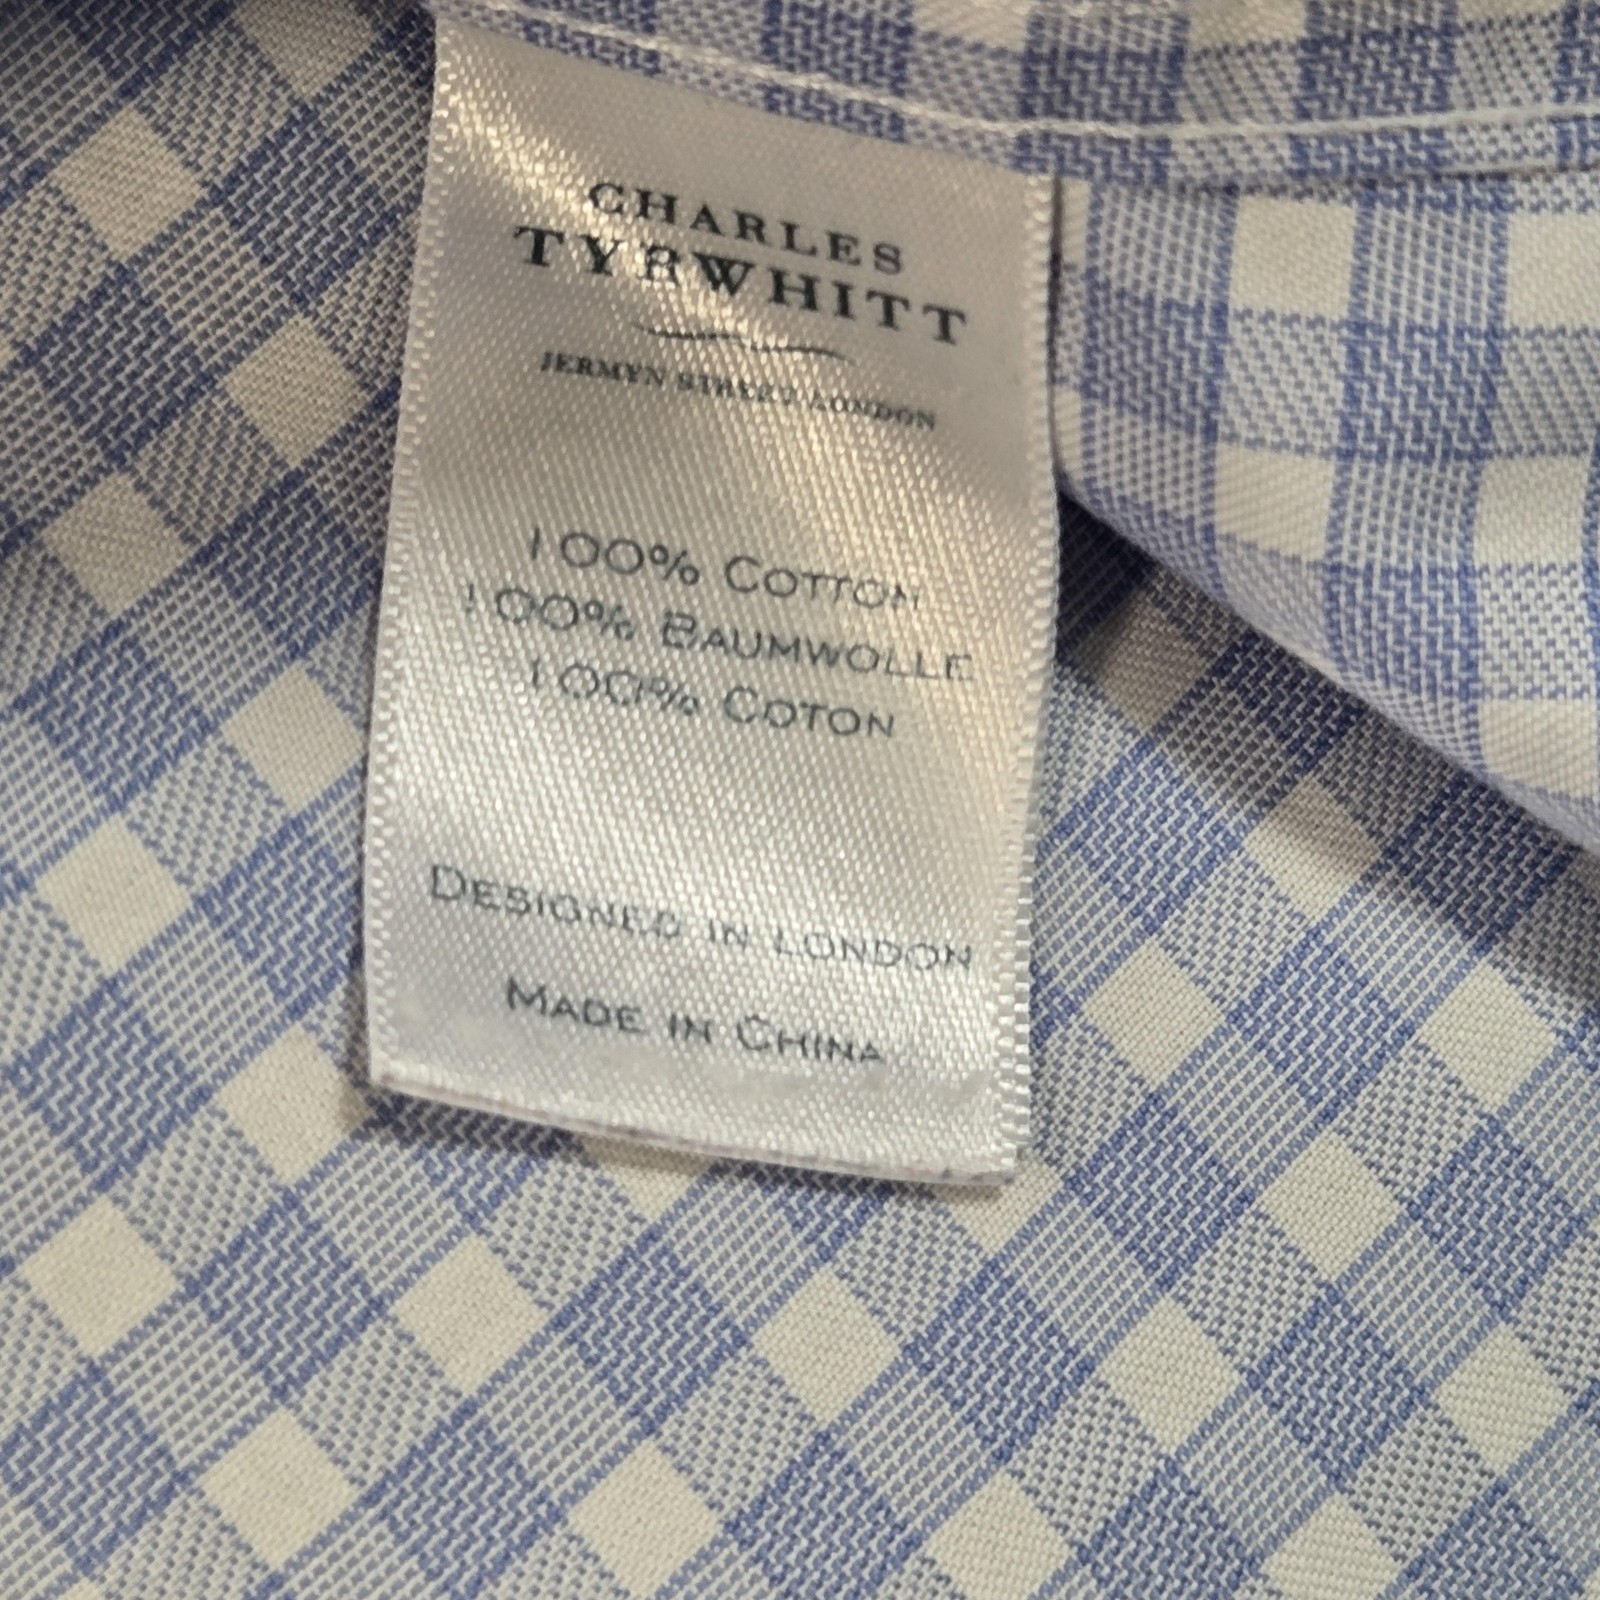 CHARLES
TYRWHITT
JERMYN STREET LONDON
100% COTTON
100% BAUMWOLLE
100% COTON
DESIGNED IN LONDON
MADE IN CHINA